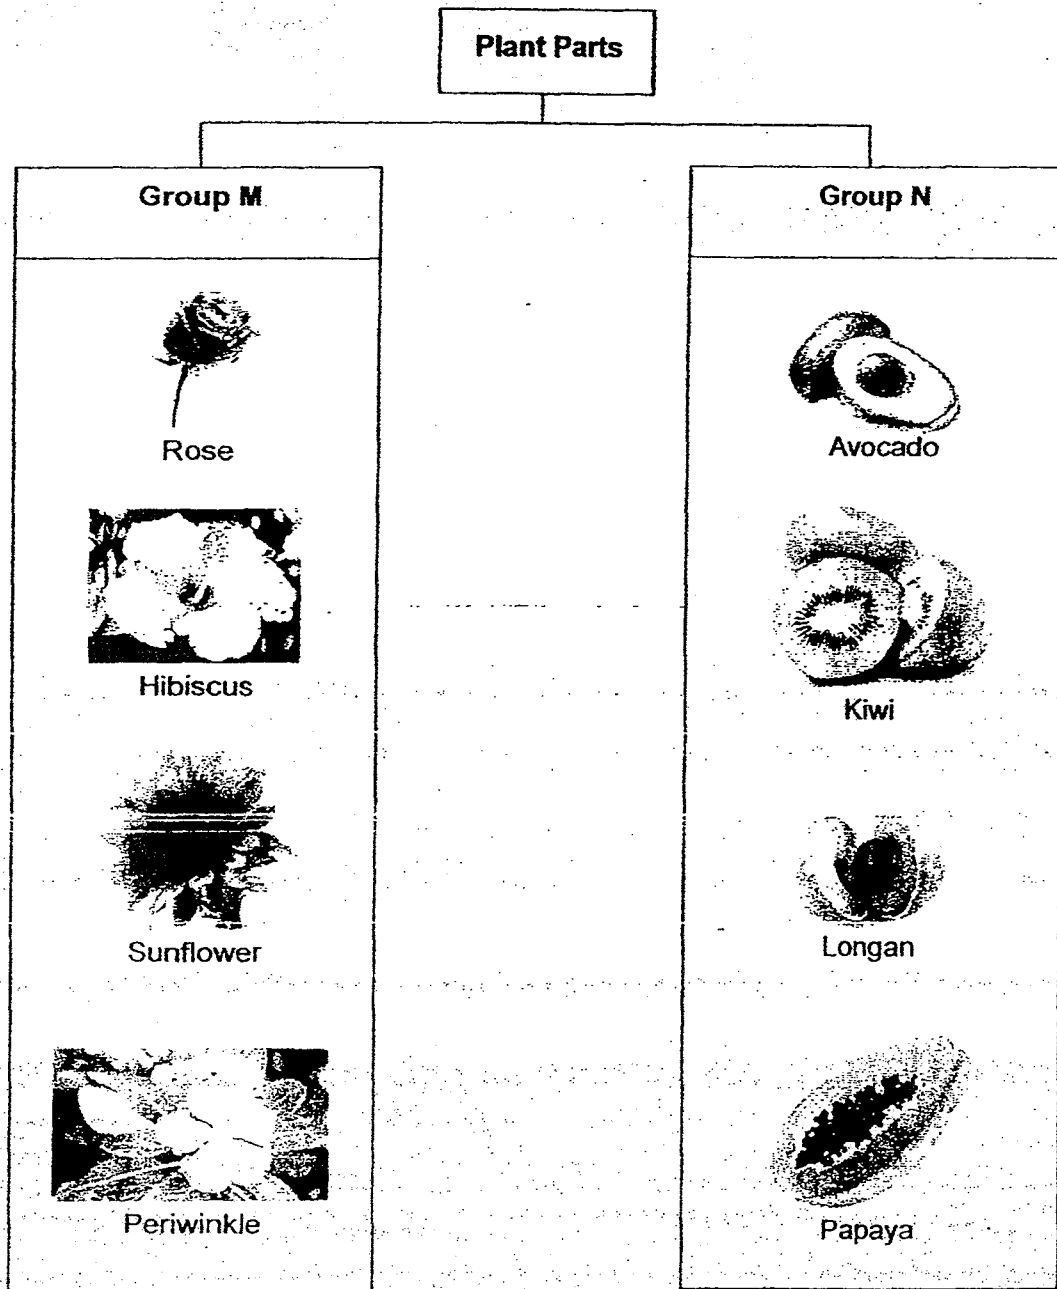 Plant Parts
Group M
Group N
Rose
Avocado
Hibiscus
Kiwi
Sunflower
Longan
Periwinkle
Papaya